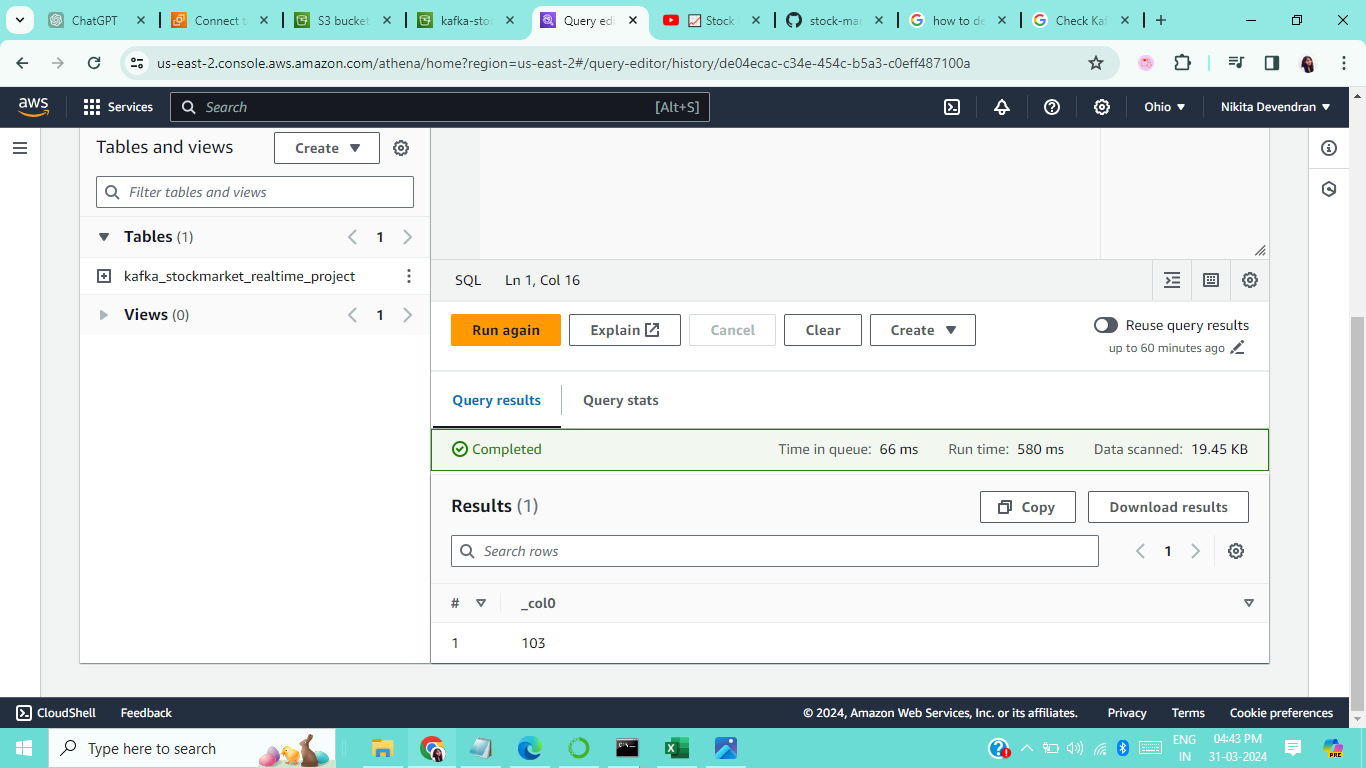 ChatGPT
Connect t
S3 bucket
kafka-sto
Query edi
Stock
stock-mar
how to de
Check Kaf
us-east-2.console.aws.amazon.com/athena/home?region=us-east-2#/query-editor/history/de04ecac-c34e-454c-b5a3-c0eff487100a
aws
Services
Search [Alt+S]
Ohio
Nikita Devendran
Tables and views
Create
Filter tables and views
Tables (1)
1
kafka_stockmarket_realtime_project
Views (0)
1
SQL Ln 1, Col 16
Run again
Explain
Cancel
Clear
Create
Reuse query results
up to 60 minutes ago
Query results
Query stats
Completed
Time in queue: 66 ms Run time: 580 ms Data scanned: 19.45 KB
Results (1)
Copy
Download results
Search rows
1
# _col0
1 103
CloudShell Feedback
© 2024, Amazon Web Services, Inc. or its affiliates. Privacy Terms Cookie preferences
Type here to search
ENG
IN
04:43 PM
31-03-2024
PRE